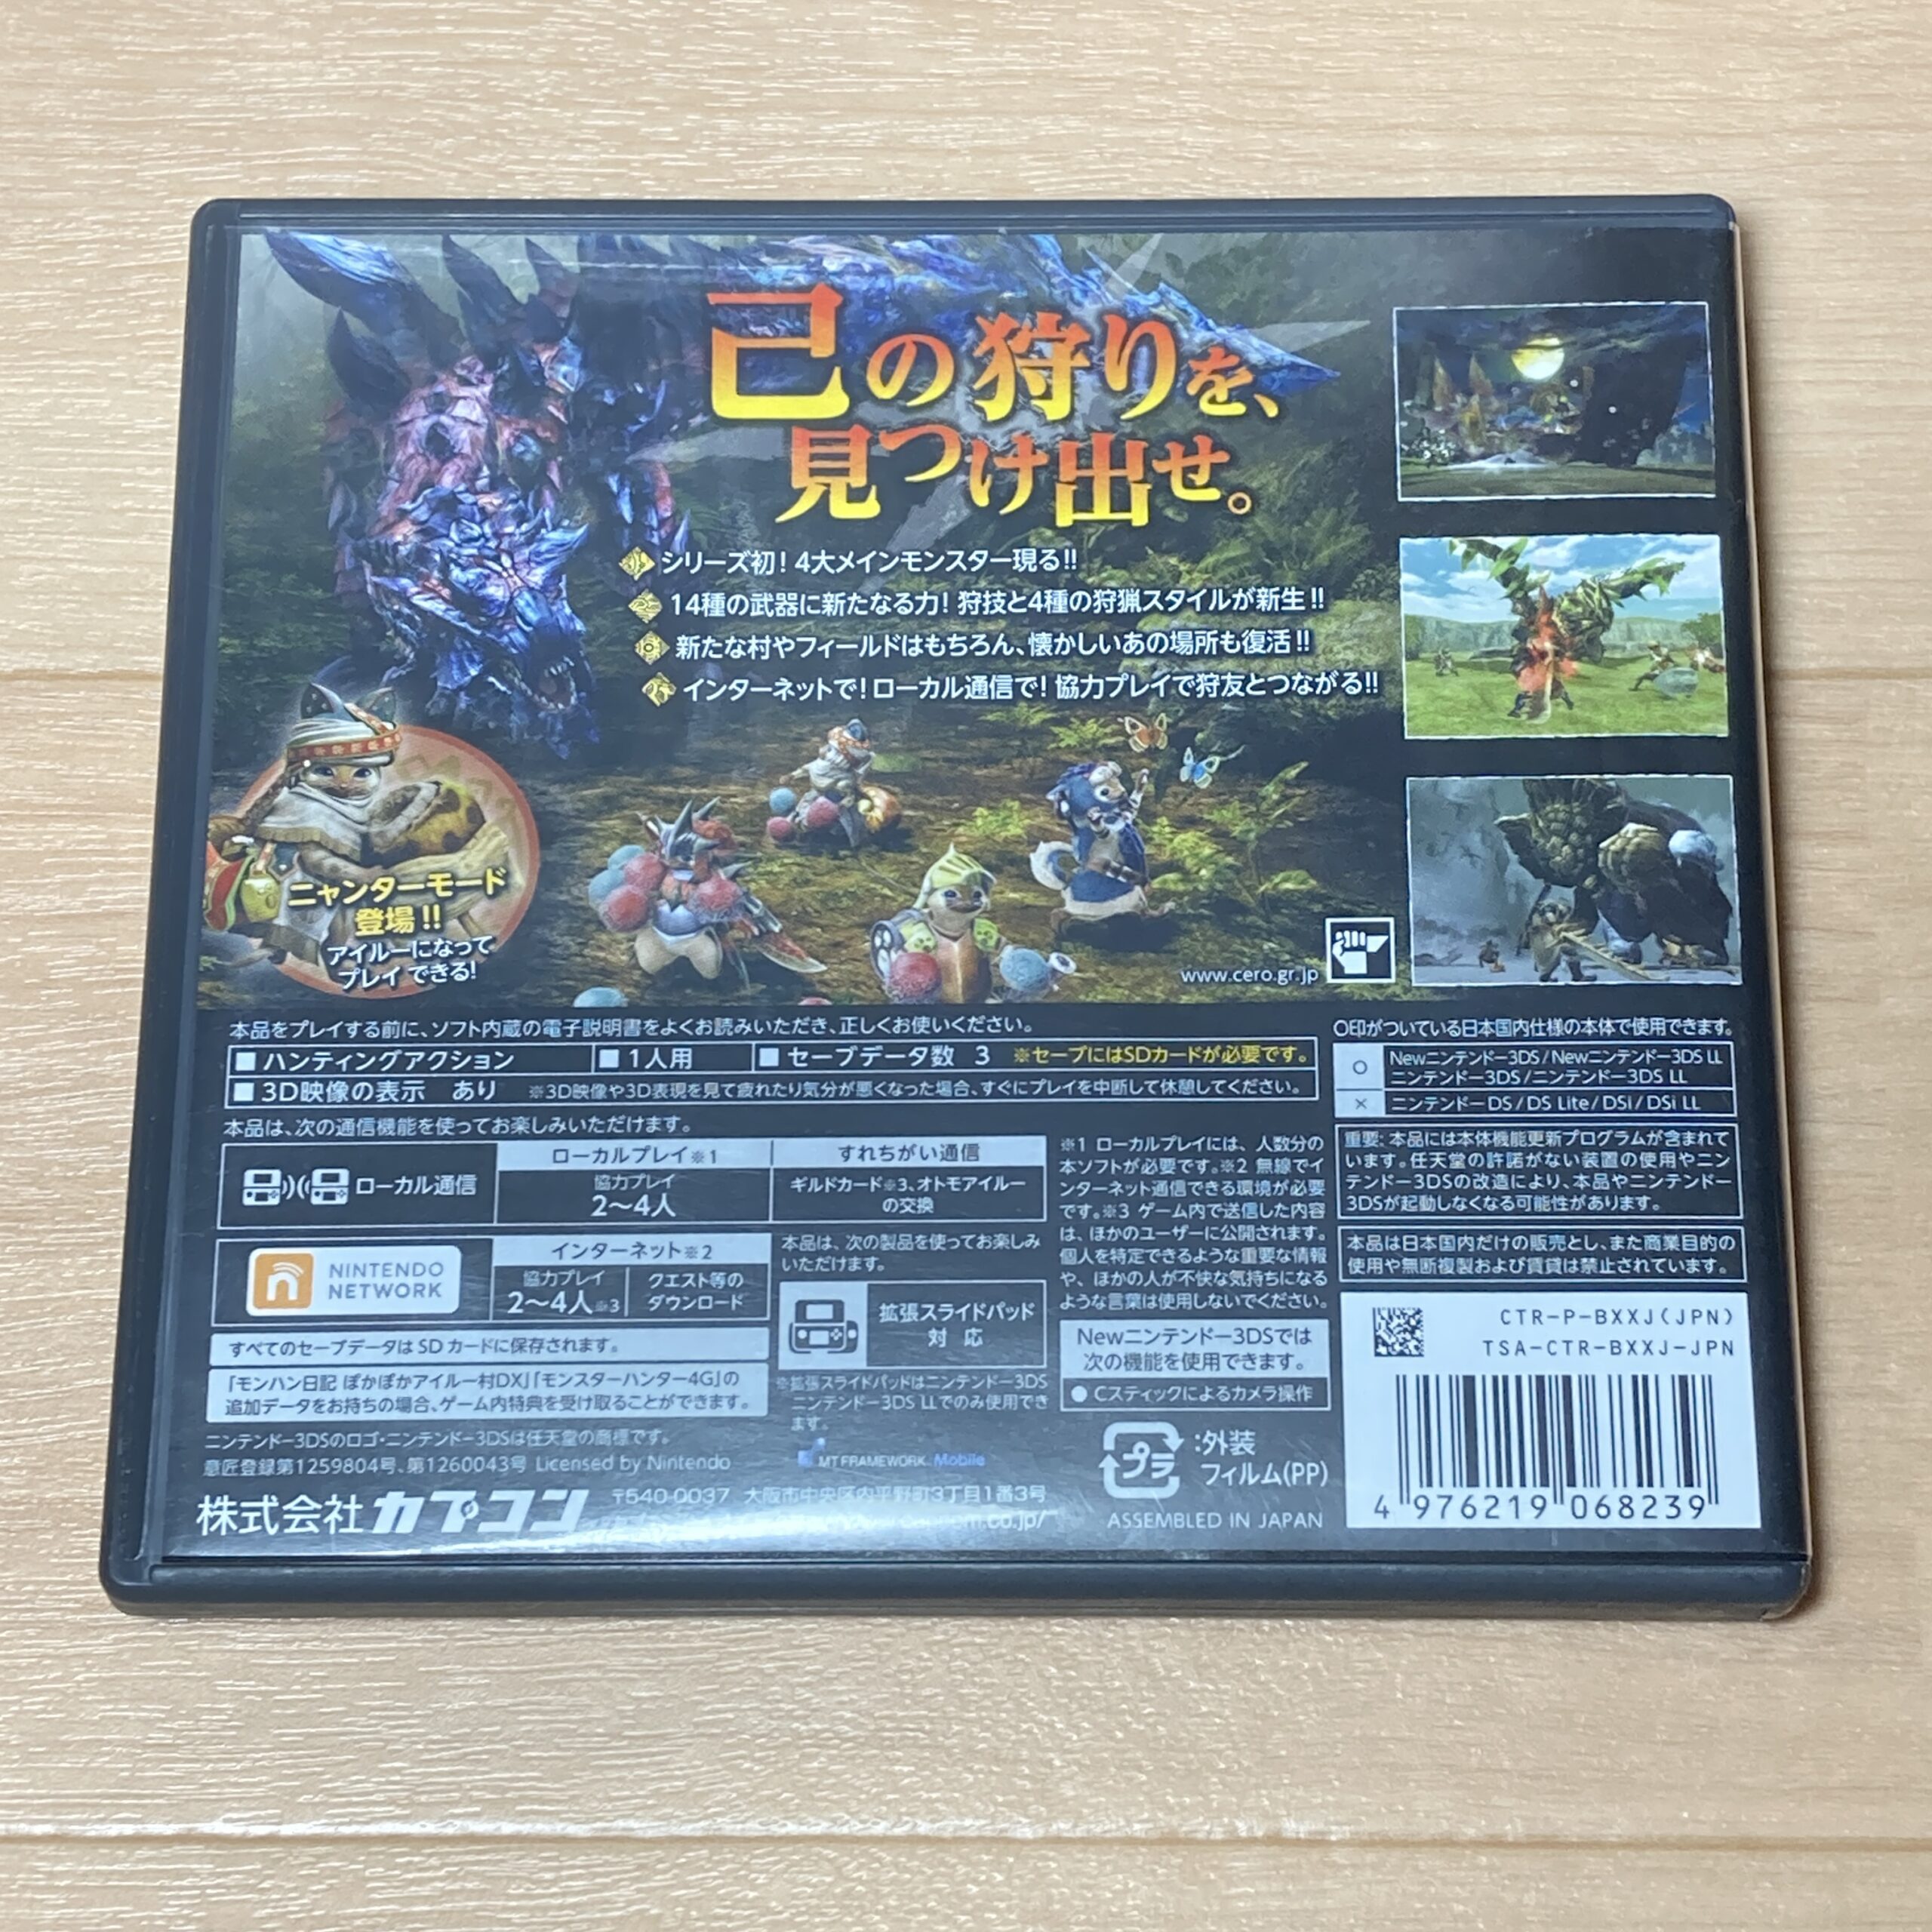 己の狩りを、
見つけ出せ。
シリーズ初！4大メインモンスター現る!!
14種の武器に新たなる力！狩技と4種の狩猟スタイルが新生!!
新たな村やフィールドはもちろん、懐かしいあの場所も復活!!
インターネットで！ローカル通信で！協力プレイで狩友とつながる!!
ニャンターモード
登場!!
アイルーになって
プレイできる!
www.cero.gr.jp
本品をプレイする前に、ソフト内蔵の電子説明書をよくお読みいただき、正しくお使いください。
■ハンティングアクション ■1人用 ■セーブデータ数 3 ※セーブにはSDカードが必要です。
■3D映像の表示 あり ※3D映像や3D表現を見て疲れたり気分が悪くなった場合、すぐにプレイを中断して休憩してください。
○印がついている日本国内仕様の本体で使用できます。
○ Newニンテンドー3DS/Newニンテンドー3DS LL
ニンテンドー3DS/ニンテンドー3DS LL
× ニンテンドーDS/DS Lite/DSi/DSi LL
本品は、次の通信機能を使ってお楽しみいただけます。
ローカル通信
ローカルプレイ※1
協力プレイ
2～4人
すれちがい通信
ギルドカード※3、オトモアイルー
の交換
NINTENDO
NETWORK
インターネット※2
協力プレイ
2～4人※3
クエスト等の
ダウンロード
本品は、次の製品を使ってお楽しみ
いただけます。
拡張スライドパッド
対 応
※拡張スライドパッドはニンテンドー3DS
ニンテンドー3DS LLでのみ使用でき
ます。
※1 ローカルプレイには、人数分の
本ソフトが必要です。※2 無線でイ
ンターネット通信できる環境が必要
です。※3 ゲーム内で送信した内容
は、ほかのユーザーに公開されます。
個人を特定できるような重要な情報
や、ほかの人が不快な気持ちになる
ような言葉は使用しないでください。
Newニンテンドー3DSでは
次の機能を使用できます。
●Cスティックによるカメラ操作
重要: 本品には本体機能更新プログラムが含まれて
います。任天堂の許諾がない装置の使用やニン
テンドー3DSの改造により、本品やニンテンドー
3DSが起動しなくなる可能性があります。
本品は日本国内だけの販売とし、また商業目的の
使用や無断複製および賃貸は禁止されています。
すべてのセーブデータはSDカードに保存されます。
「モンハン日記 ぽかぽかアイルー村DX」「モンスターハンター4G」の
追加データをお持ちの場合、ゲーム内特典を受け取ることができます。
ニンテンドー3DSのロゴ・ニンテンドー3DSは任天堂の商標です。
意匠登録第1259804号、第1260043号 Licensed by Nintendo
MT FRAMEWORK Mobile
株式会社カプコン
〒540-0037 大阪市中央区内平野町3丁目1番3号
プラ
:外装
フィルム(PP)
ASSEMBLED IN JAPAN
CTR-P-BXXJ(JPN)
TSA-CTR-BXXJ-JPN
4 976219 068239